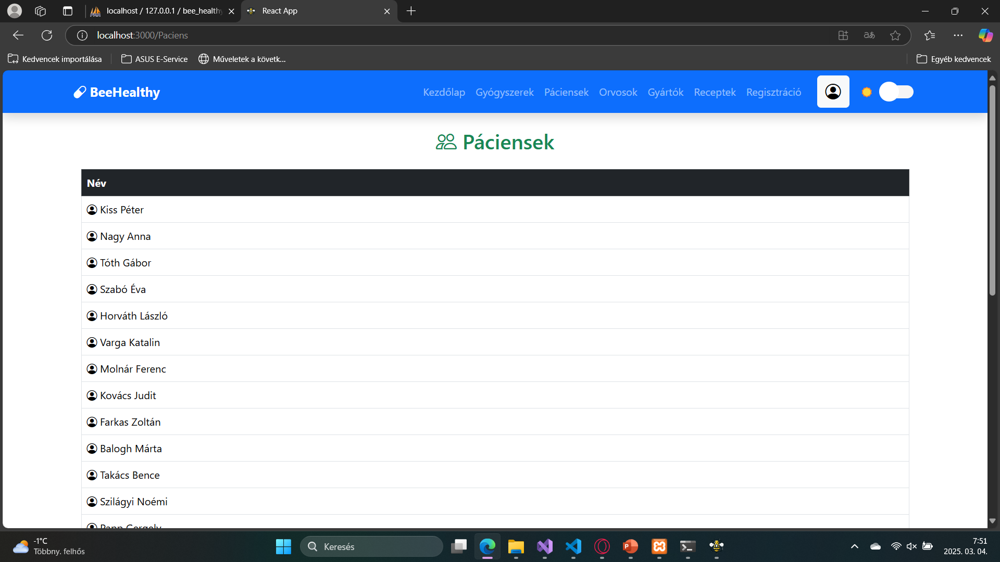 localhost / 127.0.0.1 / bee_healthy
React App
localhost:3000/Paciens
Kedvencek importálása
ASUS E-Service
Műveletek a követk...
Egyéb kedvencek
BeeHealthy
Kezdőlap
Gyógyszerek
Páciensek
Orvosok
Gyártók
Receptek
Regisztráció
Páciensek
Név
Kiss Péter
Nagy Anna
Tóth Gábor
Szabó Éva
Horváth László
Varga Katalin
Molnár Ferenc
Kovács Judit
Farkas Zoltán
Balogh Márta
Takács Bence
Szilágyi Noémi
Papp Gergely
-1°C
Többny. felhős
Keresés
7:51
2025. 03. 04.